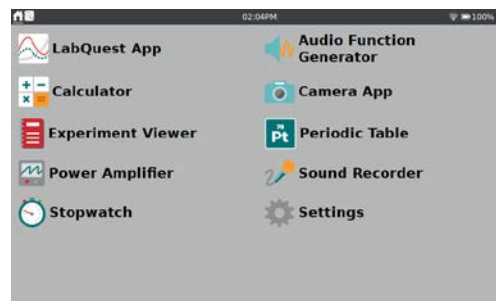 02:04PM
100%
LabQuest App
Audio Function
Generator
Calculator
Camera App
Experiment Viewer
Pt
Periodic Table
Power Amplifier
Sound Recorder
Stopwatch
Settings